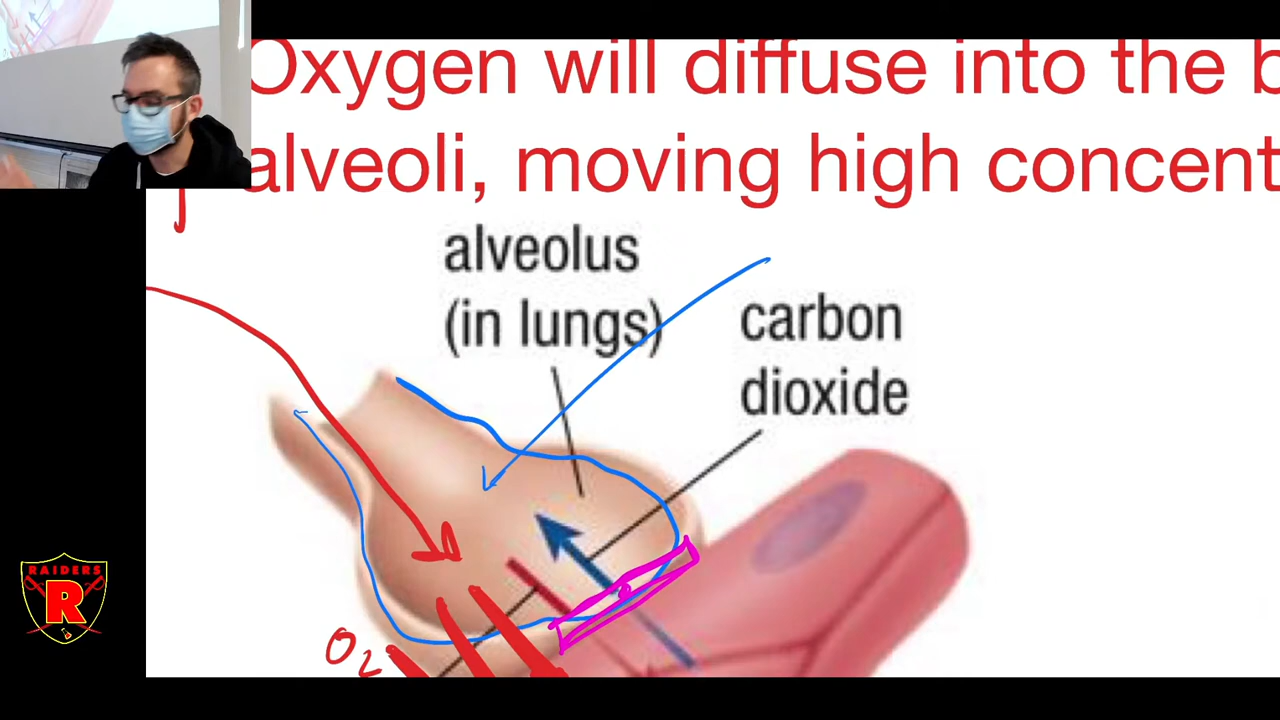 Oxygen will diffuse into the b
alveoli, moving high concent
alveolus
(in lungs)
carbon
dioxide
O2
RAIDERS
R